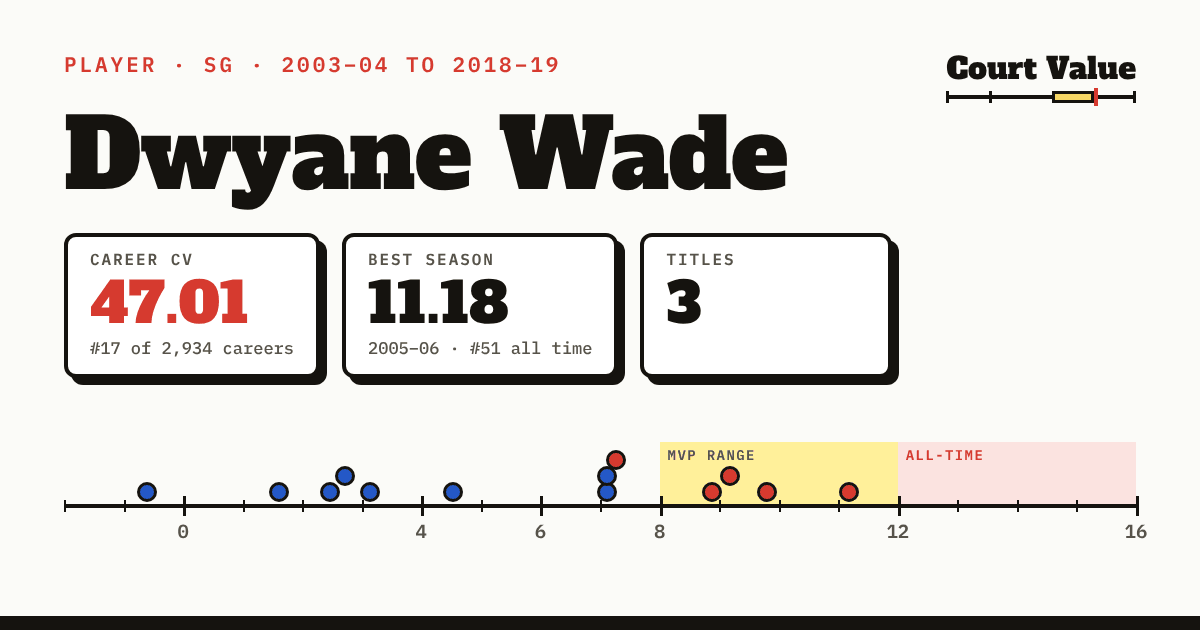 PLAYER · SG · 2003–04 TO 2018–19
Court Value
Dwyane Wade
CAREER CV
47.01
#17 of 2,934 careers
BEST SEASON
11.18
2005–06 · #51 all time
TITLES
3
MVP RANGE
ALL-TIME
0 4 6 8 12 16